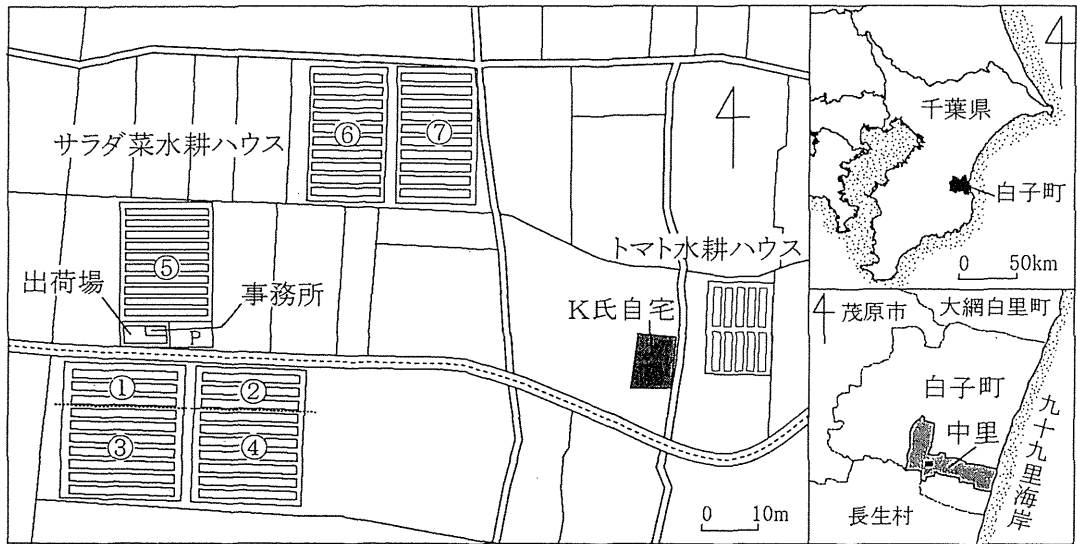 サラダ菜水耕ハウス
⑥
⑦
⑤
出荷場
事務所
P
①
②
③
④
トマト水耕ハウス
K氏自宅
0 10m
千葉県
白子町
0 50km
茂原市
大網白里町
白子町
中里
九十九里海岸
長生村